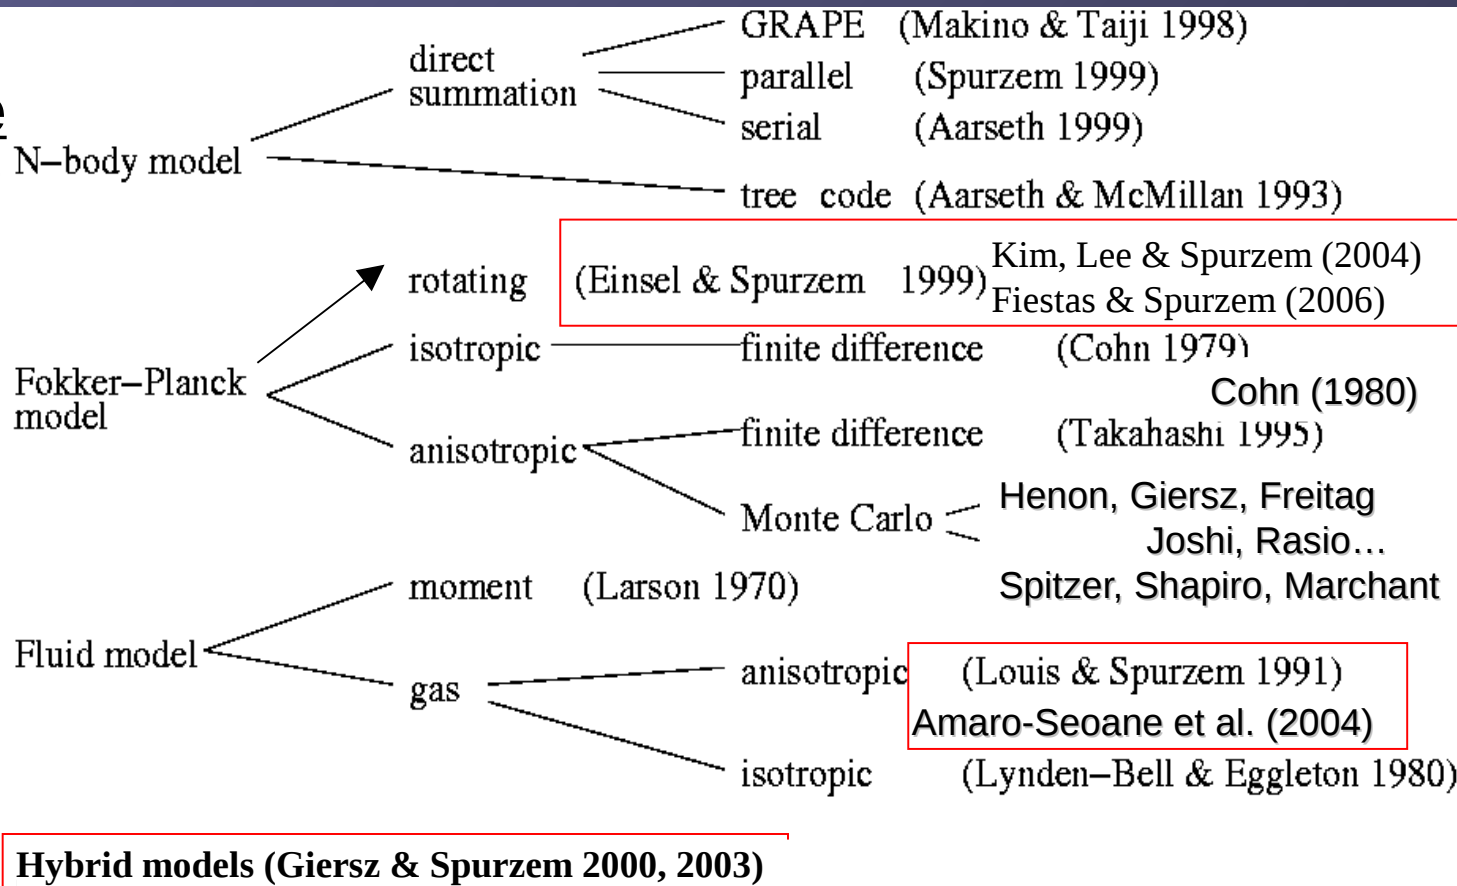 GRAPE (Makino & Taiji 1998)
direct summation
parallel (Spurzem 1999)
serial (Aarseth 1999)
N–body model
tree code (Aarseth & McMillan 1993)
rotating (Einsel & Spurzem 1999) Kim, Lee & Spurzem (2004)
Fiestas & Spurzem (2006)
isotropic finite difference (Cohn 1979)
Fokker–Planck model
Cohn (1980)
anisotropic finite difference (Takahashi 1995)
Monte Carlo Henon, Giersz, Freitag
Joshi, Rasio…
Spitzer, Shapiro, Marchant
moment (Larson 1970)
Fluid model
gas
anisotropic (Louis & Spurzem 1991)
Amaro-Seoane et al. (2004)
isotropic (Lynden–Bell & Eggleton 1980)
Hybrid models (Giersz & Spurzem 2000, 2003)